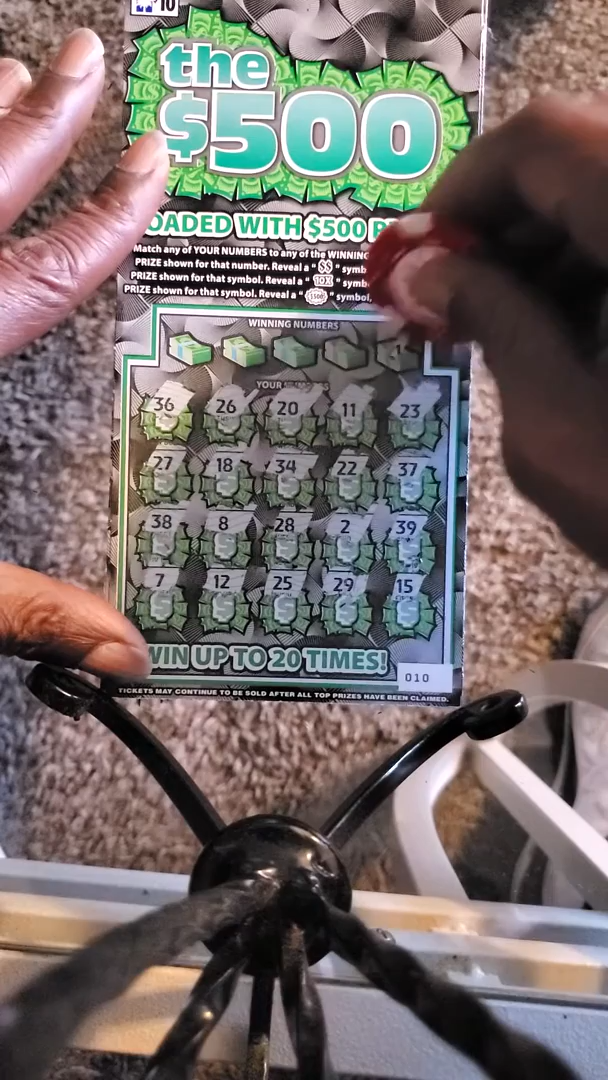 10
the
$500
LOADED WITH $500 P
Match any of YOUR NUMBERS to any of the WINNING
PRIZE shown for that number. Reveal a "$$" symb
PRIZE shown for that symbol. Reveal a "10X" symb
PRIZE shown for that symbol. Reveal a "$500" symbol,
WINNING NUMBERS
YOUR NUMBERS
36 26 20 11 23
27 18 34 22 37
38 8 28 2 39
7 12 25 29 15
WIN UP TO 20 TIMES!
010
TICKETS MAY CONTINUE TO BE SOLD AFTER ALL TOP PRIZES HAVE BEEN CLAIMED.